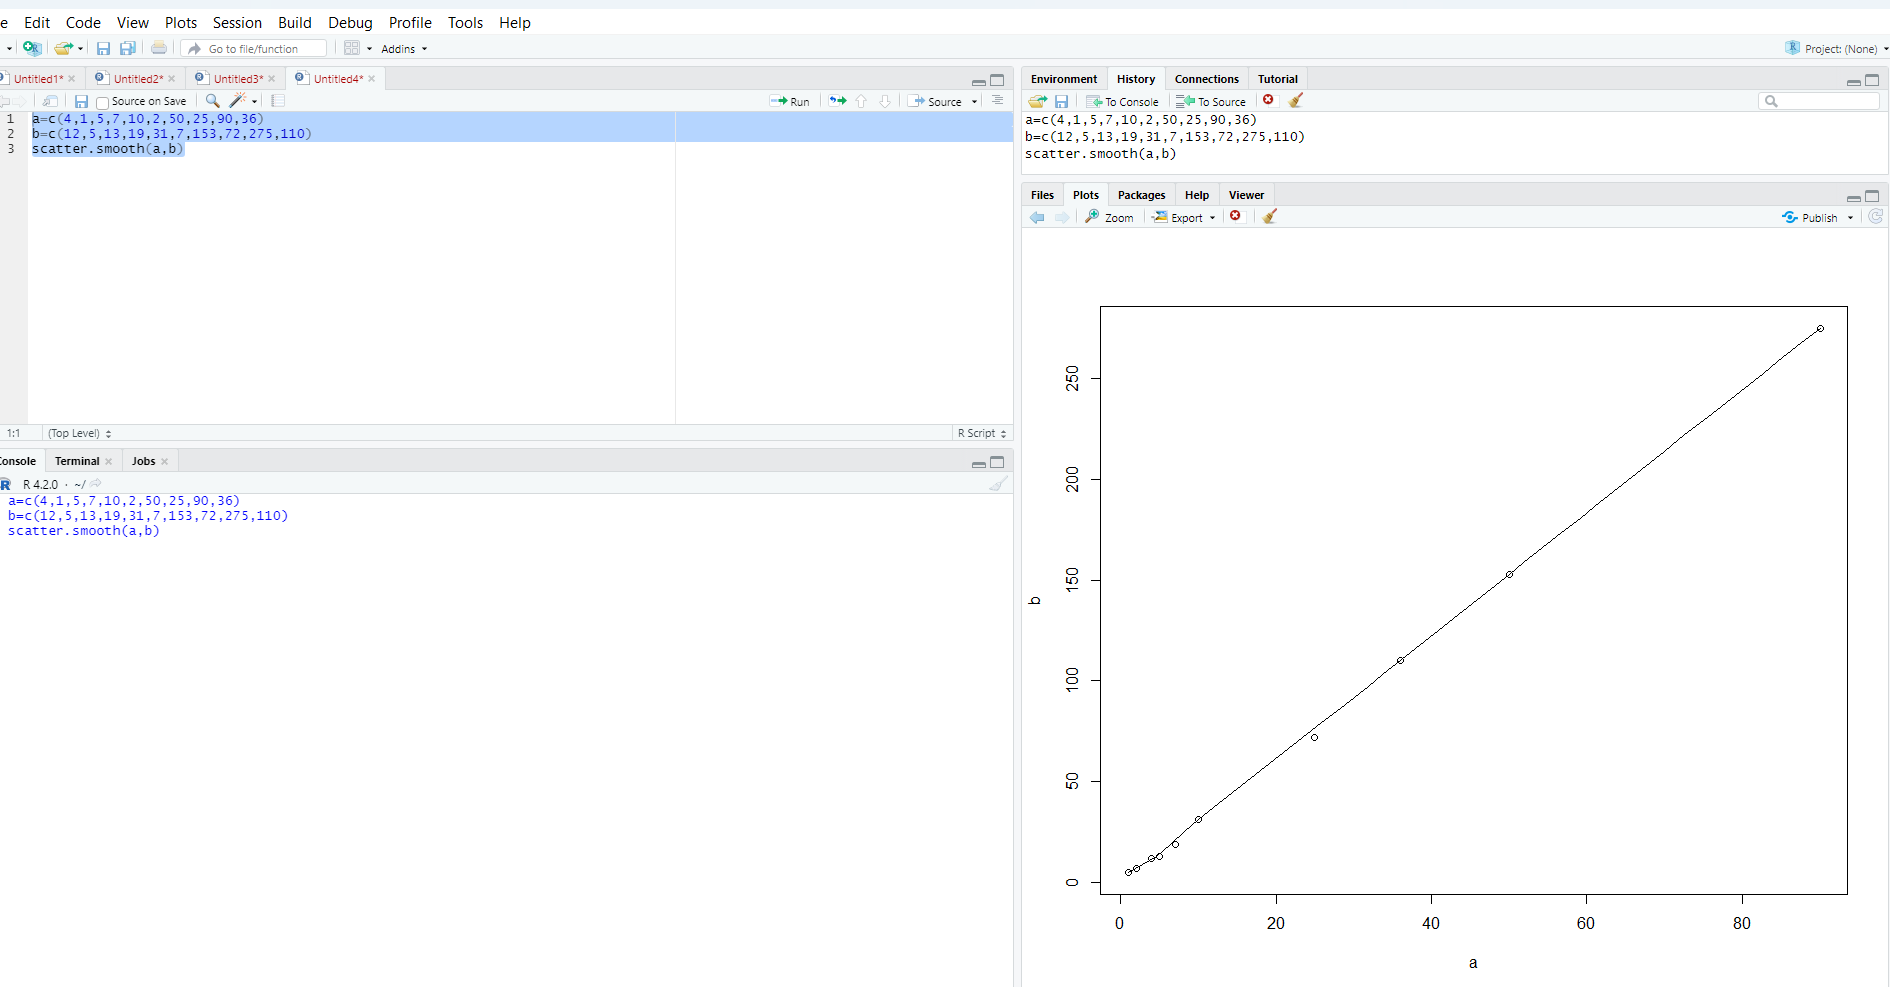 e Edit Code View Plots Session Build Debug Profile Tools Help
Go to file/function Addins Project: (None)
Untitled1* Untitled2* Untitled3* Untitled4*
Source on Save Run Source
1 a=c(4,1,5,7,10,2,50,25,90,36)
2 b=c(12,5,13,19,31,7,153,72,275,110)
3 scatter.smooth(a,b)
1:1 (Top Level) R Script
onsole Terminal Jobs
R R 4.2.0 · ~/
a=c(4,1,5,7,10,2,50,25,90,36)
b=c(12,5,13,19,31,7,153,72,275,110)
scatter.smooth(a,b)
Environment History Connections Tutorial
To Console To Source
a=c(4,1,5,7,10,2,50,25,90,36)
b=c(12,5,13,19,31,7,153,72,275,110)
scatter.smooth(a,b)
Files Plots Packages Help Viewer
Zoom Export Publish
250
200
150
b
100
50
0
0 20 40 60 80
a